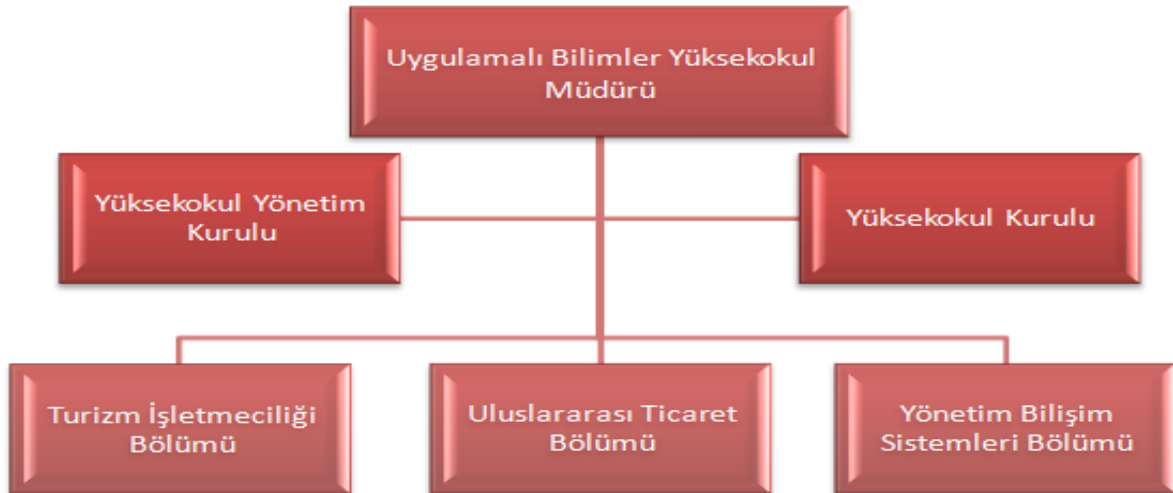 Uygulamalı Bilimler Yüksekokul
Müdürü
Yüksekokul Yönetim
Kurulu
Yüksekokul Kurulu
Turizm İşletmeciliği
Bölümü
Uluslararası Ticaret
Bölümü
Yönetim Bilişim
Sistemleri Bölümü